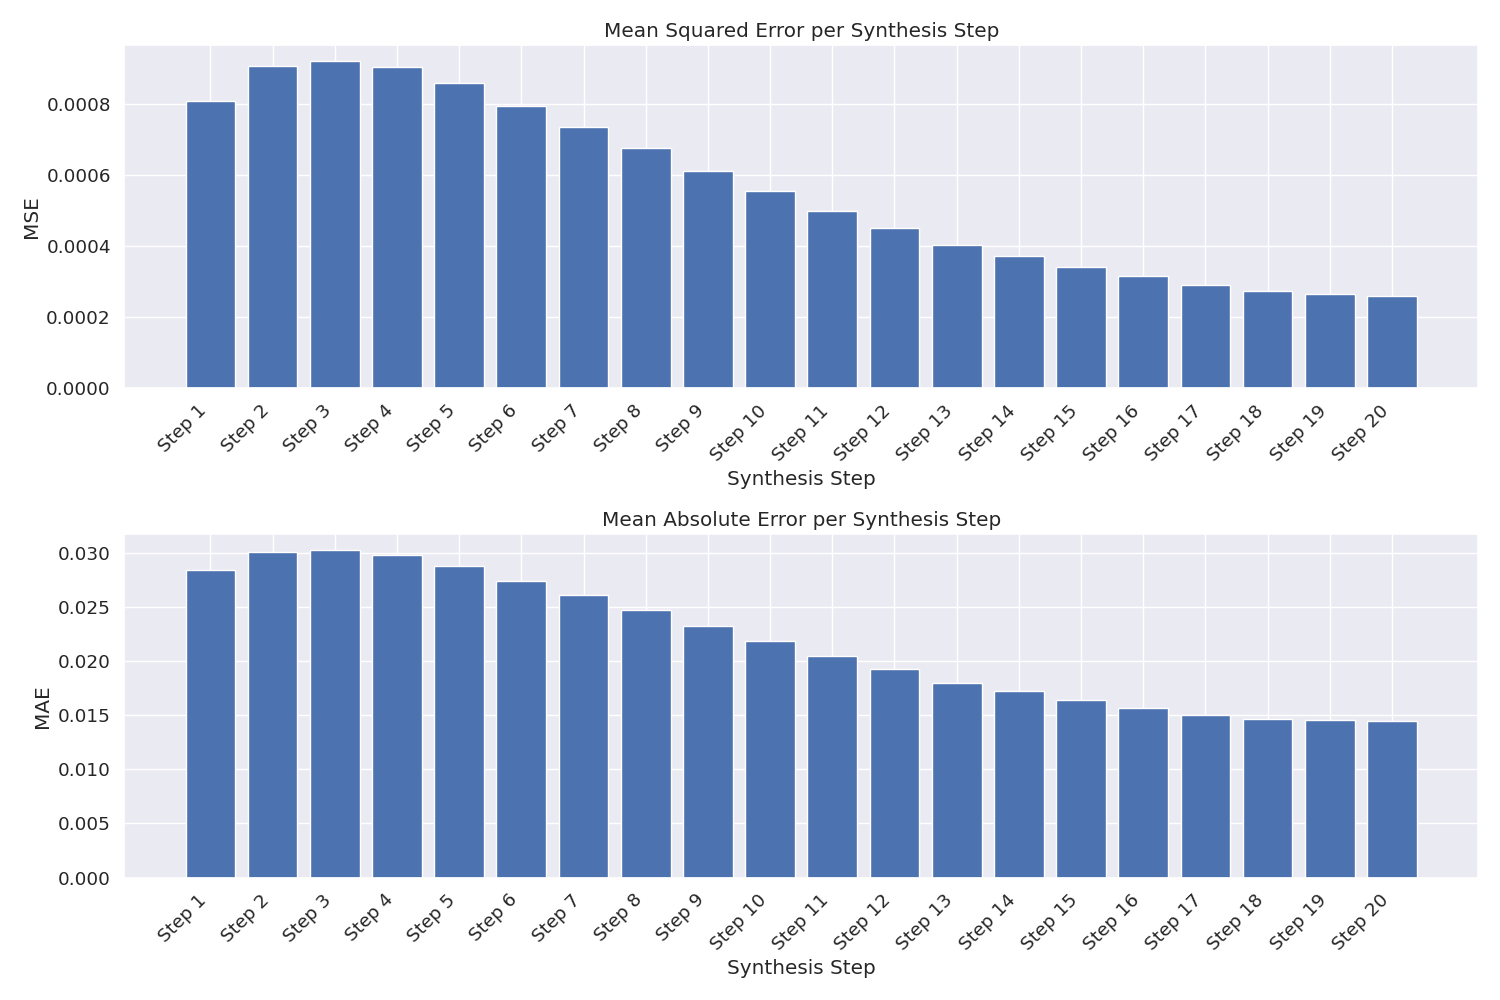 Mean Squared Error per Synthesis Step
MSE
0.0008
0.0006
0.0004
0.0002
0.0000
Step 1
Step 2
Step 3
Step 4
Step 5
Step 6
Step 7
Step 8
Step 9
Step 10
Step 11
Step 12
Step 13
Step 14
Step 15
Step 16
Step 17
Step 18
Step 19
Step 20
Synthesis Step
Mean Absolute Error per Synthesis Step
MAE
0.030
0.025
0.020
0.015
0.010
0.005
0.000
Step 1
Step 2
Step 3
Step 4
Step 5
Step 6
Step 7
Step 8
Step 9
Step 10
Step 11
Step 12
Step 13
Step 14
Step 15
Step 16
Step 17
Step 18
Step 19
Step 20
Synthesis Step